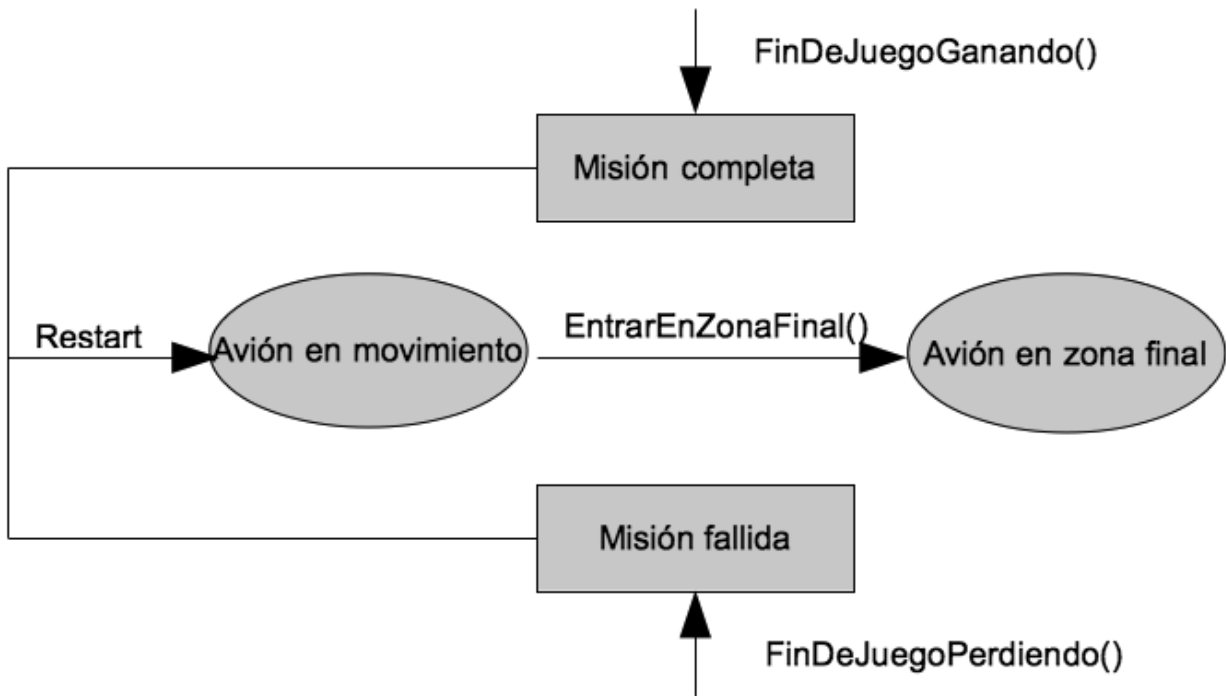 FinDeJuegoGanando()
Misión completa
Restart
Avión en movimiento
EntrarEnZonaFinal()
Avión en zona final
Misión fallida
FinDeJuegoPerdiendo()